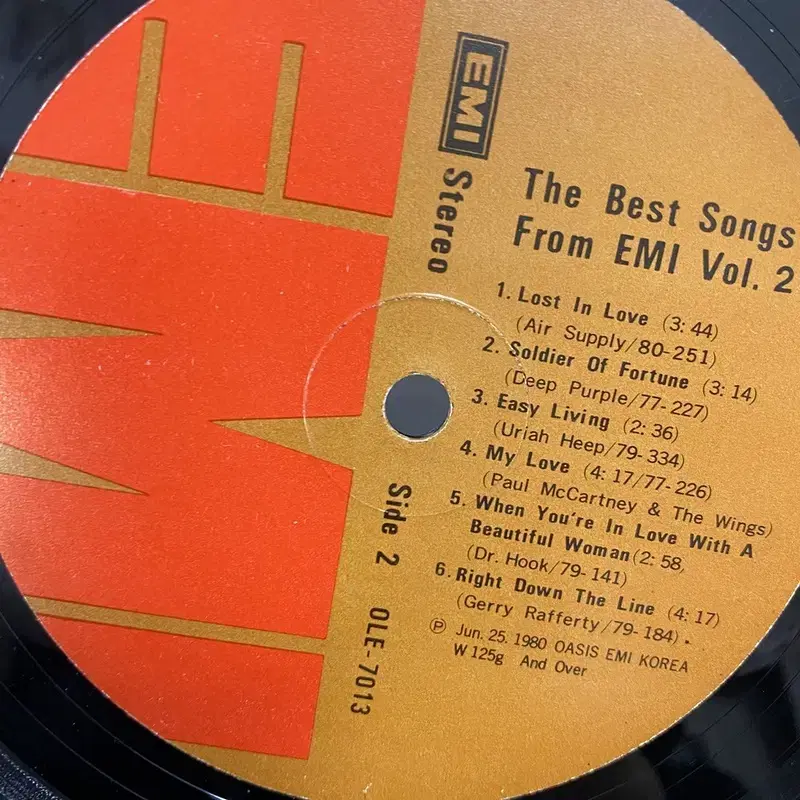 EMI
Stereo
The Best Songs
From EMI Vol. 2
1. Lost In Love (3:44)
(Air Supply/80-251)
2. Soldier Of Fortune (3:14)
(Deep Purple/77-227)
3. Easy Living (2:36)
(Uriah Heep/79-334)
4. My Love (4:17/77-226)
(Paul McCartney & The Wings)
5. When You're In Love With A
Beautiful Woman(2:58,
(Dr. Hook/79-141)
6. Right Down The Line (4:17)
(Gerry Rafferty/79-184).
Ⓟ Jun. 25. 1980 OASIS EMI KOREA
W 125g And Over
Side 2 OLE-7013
EMI